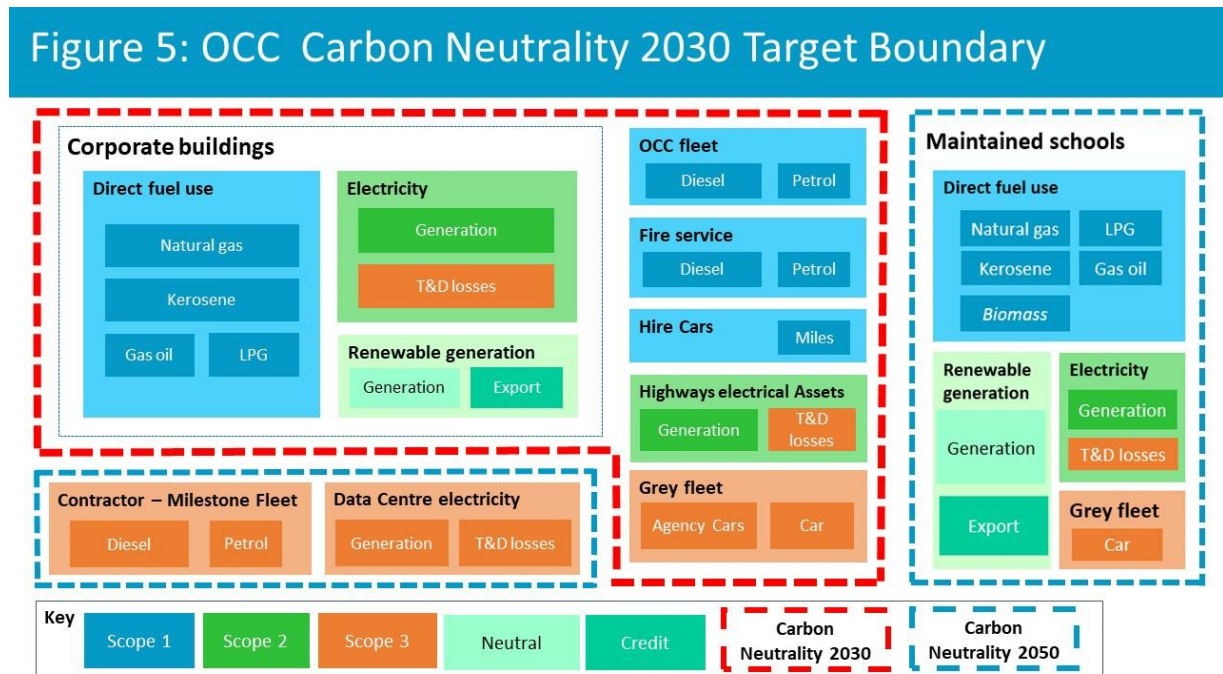 Figure 5: OCC Carbon Neutrality 2030 Target Boundary
Corporate buildings
Direct fuel use
Natural gas
Kerosene
Gas oil
LPG
Electricity
Generation
T&D losses
Renewable generation
Generation
Export
OCC fleet
Diesel
Petrol
Fire service
Diesel
Petrol
Hire Cars
Miles
Highways electrical Assets
Generation
T&D
losses
Grey fleet
Agency Cars
Car
Contractor – Milestone Fleet
Diesel
Petrol
Data Centre electricity
Generation
T&D losses
Maintained schools
Direct fuel use
Natural gas
LPG
Kerosene
Gas oil
Biomass
Renewable
generation
Generation
Export
Electricity
Generation
T&D losses
Grey fleet
Car
Key
Scope 1
Scope 2
Scope 3
Neutral
Credit
Carbon
Neutrality 2030
Carbon
Neutrality 2050